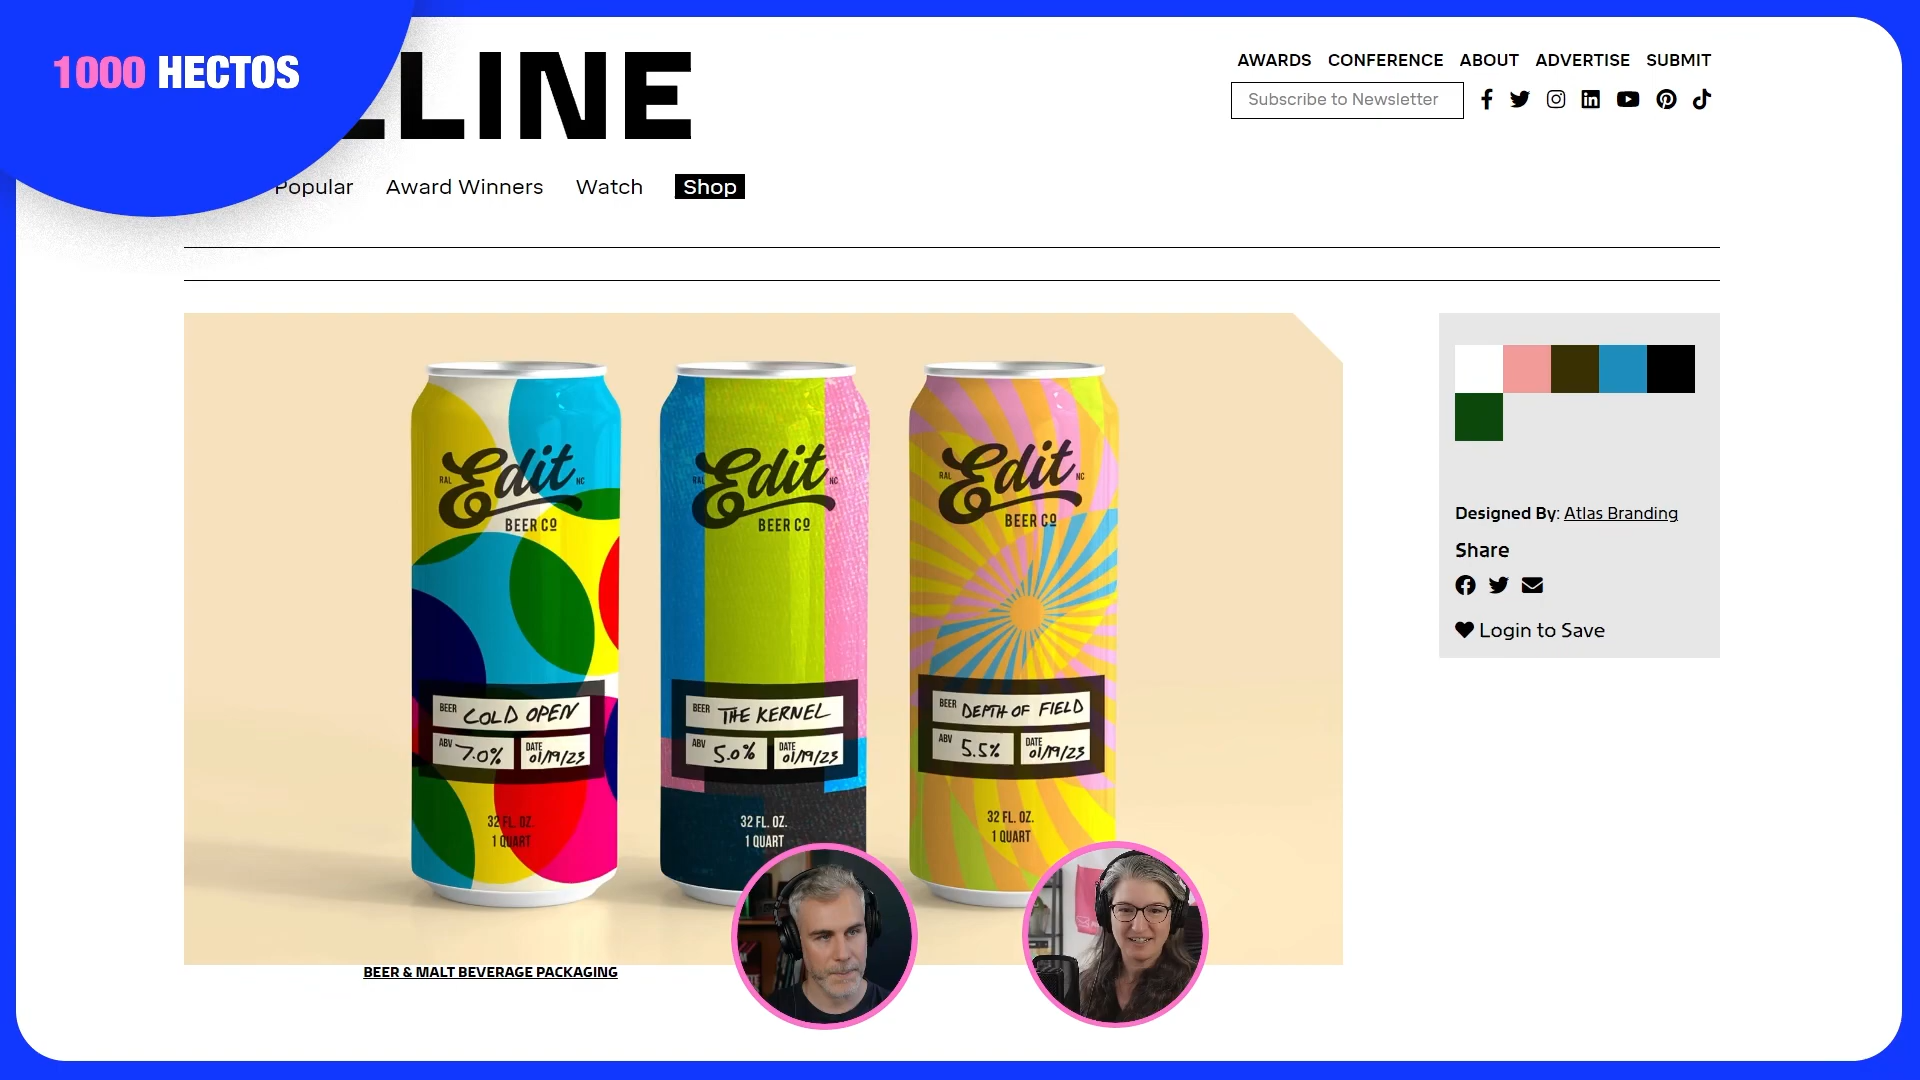 1000 HECTOS
LINE
AWARDS CONFERENCE ABOUT ADVERTISE SUBMIT
Subscribe to Newsletter
Popular Award Winners Watch Shop
RAL Edit NC
BEER CO
BEER COLD OPEN
ABV 7.0% DATE 01/19/23
32 FL. OZ.
1 QUART
RAL Edit NC
BEER CO
BEER THE KERNEL
ABV 5.0% DATE 01/19/23
32 FL. OZ.
1 QUART
RAL Edit NC
BEER CO
BEER DEPTH OF FIELD
ABV 5.5% DATE 01/19/23
32 FL. OZ.
1 QUART
Designed By: Atlas Branding
Share
Login to Save
BEER & MALT BEVERAGE PACKAGING